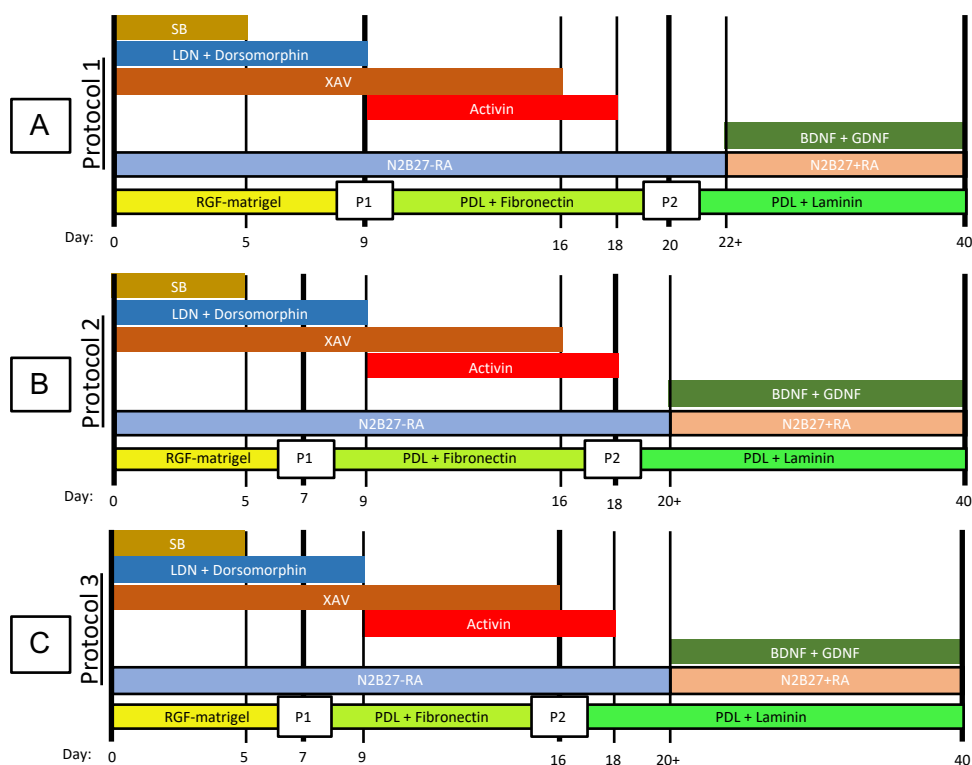 A
Protocol 1
SB
LDN + Dorsomorphin
XAV
Activin
BDNF + GDNF
N2B27-RA
N2B27+RA
RGF-matrigel
P1
PDL + Fibronectin
P2
PDL + Laminin
Day: 0 5 9 16 18 20 22+ 40
B
Protocol 2
SB
LDN + Dorsomorphin
XAV
Activin
BDNF + GDNF
N2B27-RA
N2B27+RA
RGF-matrigel
P1
PDL + Fibronectin
P2
PDL + Laminin
Day: 0 5 7 9 16 18 20+ 40
C
Protocol 3
SB
LDN + Dorsomorphin
XAV
Activin
BDNF + GDNF
N2B27-RA
N2B27+RA
RGF-matrigel
P1
PDL + Fibronectin
P2
PDL + Laminin
Day: 0 5 7 9 16 18 20+ 40